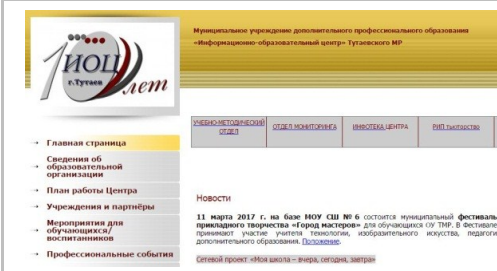 Муниципальное учреждение дополнительного профессионального образования
«Информационно-образовательный центр» Тутаевского МР
10 лет
ИОЦ
г.Тутаев
УЧЕБНО-МЕТОДИЧЕСКИЙ ОТДЕЛ
ОТДЕЛ МОНИТОРИНГА
ИНФОТЕКА ЦЕНТРА
РИП тьюторство
Главная страница
Сведения об
образовательной
организации
План работы Центра
Учреждения и партнёры
Мероприятия для
обучающихся/
воспитанников
Профессиональные события
Новости
11 марта 2017 г. на базе МОУ СШ № 6 состоится муниципальный фестиваль
прикладного творчества «Город мастеров» для обучающихся ОУ ТМР. В Фестивале
принимают участие учителя технологии, изобразительного искусства, педагоги
дополнительного образования. Положение.
Сетевой проект «Моя школа – вчера, сегодня, завтра»